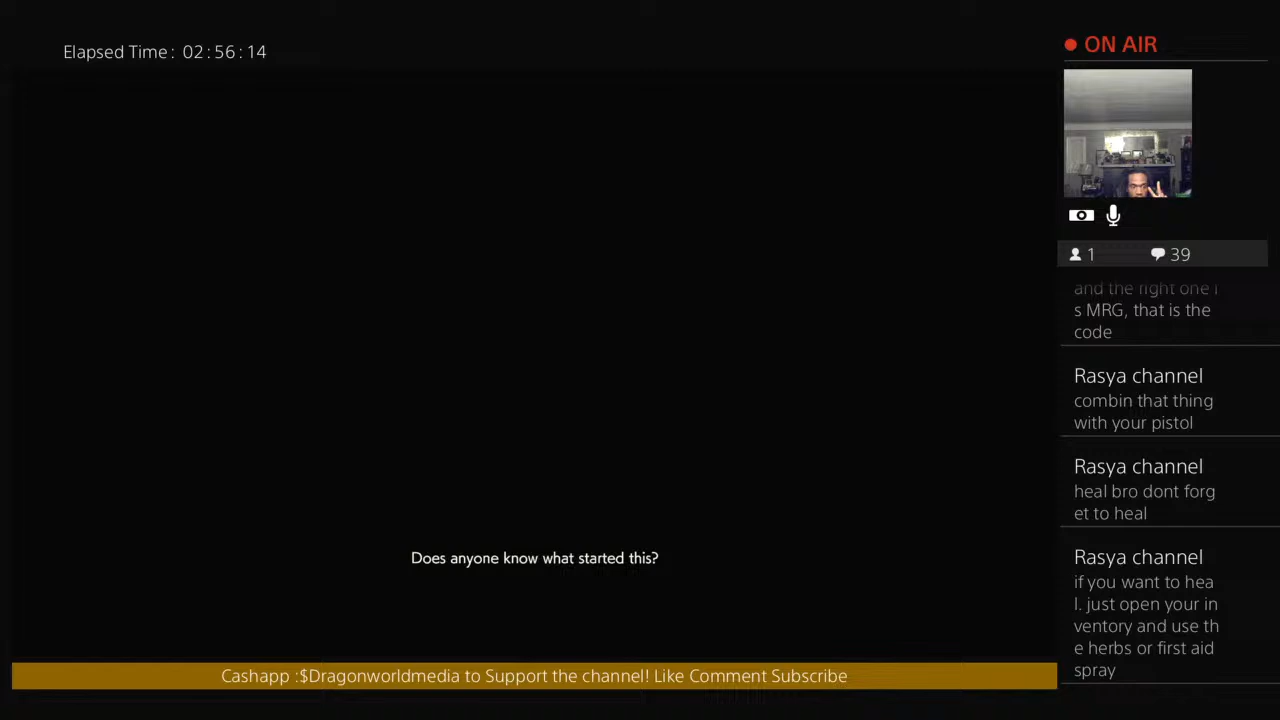 Elapsed Time: 02:56:14
ON AIR
1
39
and the right one i
s MRG, that is the
code
Rasya channel
combin that thing
with your pistol
Rasya channel
heal bro dont forg
et to heal
Rasya channel
if you want to hea
l. just open your in
ventory and use th
e herbs or first aid
spray
Does anyone know what started this?
Cashapp :$Dragonworldmedia to Support the channel! Like Comment Subscribe